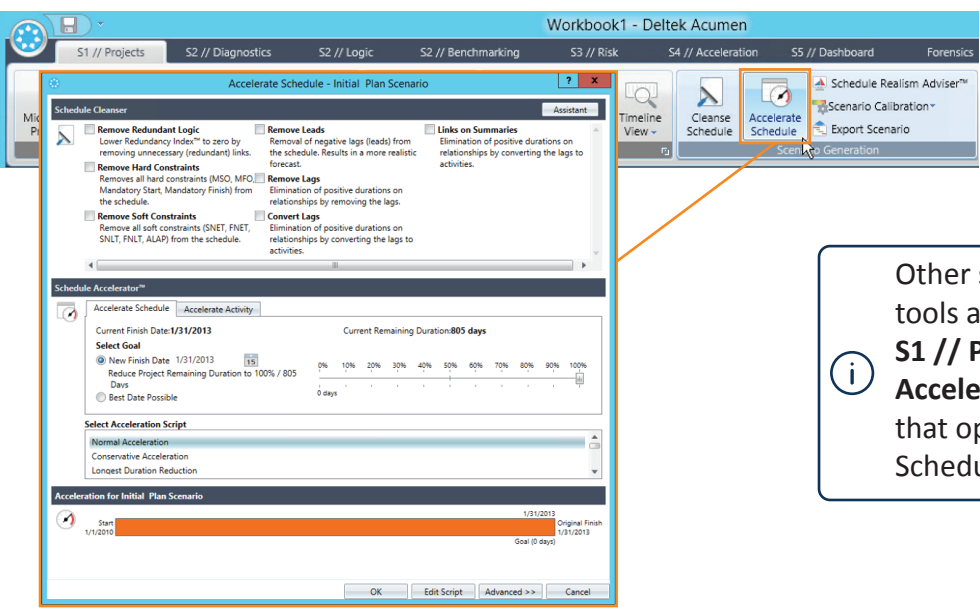 Workbook1 - Deltek Acumen
S1 // Projects S2 // Diagnostics S2 // Logic S2 // Benchmarking S3 // Risk S4 // Acceleration S5 // Dashboard Forensics
Timeline View
Cleanse Schedule
Accelerate Schedule
Schedule Realism Adviser™
Scenario Calibration
Export Scenario
Generation
Accelerate Schedule - Initial Plan Scenario ? x
Schedule Cleanser Assistant
Remove Redundant Logic
Lower Redundancy Index™ to zero by
removing unnecessary (redundant) links.
Remove Hard Constraints
Removes all hard constraints (MSO, MFO,
Mandatory Start, Mandatory Finish) from
the schedule.
Remove Soft Constraints
Remove all soft constraints (SNET, FNET,
SNLT, FNLT, ALAP) from the schedule.
Remove Leads
Removal of negative lags (leads) from
the schedule. Results in a more realistic
forecast.
Remove Lags
Elimination of positive durations on
relationships by removing the lags.
Convert Lags
Elimination of positive durations on
relationships by converting the lags to
activities.
Links on Summaries
Elimination of positive durations on
relationships by converting the lags to
activities.
Schedule Accelerator™
Accelerate Schedule Accelerate Activity
Current Finish Date:1/31/2013 Current Remaining Duration:805 days
Select Goal
New Finish Date 1/31/2013 15
Reduce Project Remaining Duration to 100% / 805
Days
Best Date Possible
0% 10% 20% 30% 40% 50% 60% 70% 80% 90% 100%
0 days
Select Acceleration Script
Normal Acceleration
Conservative Acceleration
Longest Duration Reduction
Acceleration for Initial Plan Scenario
1/31/2013
Start
1/1/2010
Original Finish
1/31/2013
Goal (0 days)
OK Edit Script Advanced >> Cancel
Other
tools
S1 //
that
i